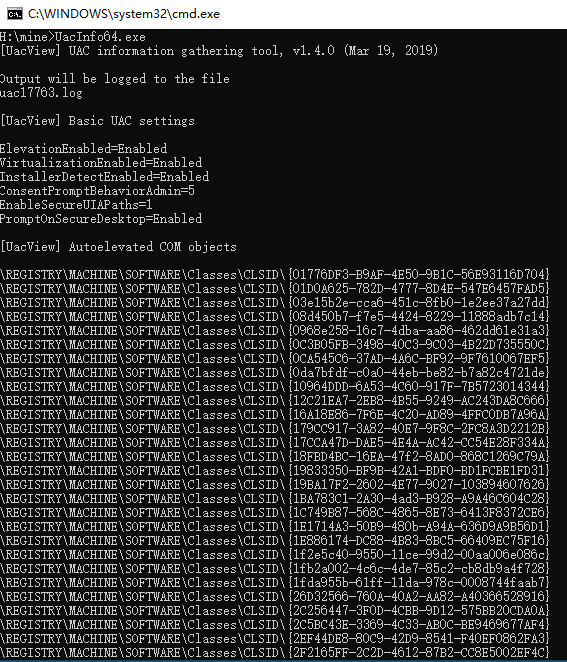 C:\WINDOWS\system32\cmd.exe
H:\mine>UacInfo64.exe
[UacView] UAC information gathering tool, v1.4.0 (Mar 19, 2019)
Output will be logged to the file
uac17763.log
[UacView] Basic UAC settings
ElevationEnabled=Enabled
VirtualizationEnabled=Enabled
InstallerDetectEnabled=Enabled
ConsentPromptBehaviorAdmin=5
EnableSecureUIAPaths=1
PromptOnSecureDesktop=Enabled
[UacView] Autoelevated COM objects
\REGISTRY\MACHINE\SOFTWARE\Classes\CLSID\{01776DF3-B9AF-4E50-9B1C-56E93116D704}
\REGISTRY\MACHINE\SOFTWARE\Classes\CLSID\{01D0A625-782D-4777-8D4E-547E6457FAD5}
\REGISTRY\MACHINE\SOFTWARE\Classes\CLSID\{03e15b2e-cca6-451c-8fb0-1e2ee37a27dd}
\REGISTRY\MACHINE\SOFTWARE\Classes\CLSID\{08d450b7-f7e5-4424-8229-11888adb7c14}
\REGISTRY\MACHINE\SOFTWARE\Classes\CLSID\{0968e258-16c7-4dba-aa86-462dd61e31a3}
\REGISTRY\MACHINE\SOFTWARE\Classes\CLSID\{0C3B05FB-3498-40C3-9C03-4B22D735550C}
\REGISTRY\MACHINE\SOFTWARE\Classes\CLSID\{0CA545C6-37AD-4A6C-BF92-9F7610067EF5}
\REGISTRY\MACHINE\SOFTWARE\Classes\CLSID\{0da7bfdf-c0a0-44eb-be82-b7a82c4721de}
\REGISTRY\MACHINE\SOFTWARE\Classes\CLSID\{10964DDD-6A53-4C60-917F-7B5723014344}
\REGISTRY\MACHINE\SOFTWARE\Classes\CLSID\{12C21EA7-2EB8-4B55-9249-AC243DA8C666}
\REGISTRY\MACHINE\SOFTWARE\Classes\CLSID\{16A18E86-7F6E-4C20-AD89-4FFC0DB7A96A}
\REGISTRY\MACHINE\SOFTWARE\Classes\CLSID\{179CC917-3A82-40E7-9F8C-2FC8A3D2212B}
\REGISTRY\MACHINE\SOFTWARE\Classes\CLSID\{17CCA47D-DAE5-4E4A-AC42-CC54E28F334A}
\REGISTRY\MACHINE\SOFTWARE\Classes\CLSID\{18FBD4BC-16EA-47f2-8AD0-868C1269C79A}
\REGISTRY\MACHINE\SOFTWARE\Classes\CLSID\{19833350-BF9B-42A1-BDF0-BD1FCBE1FD31}
\REGISTRY\MACHINE\SOFTWARE\Classes\CLSID\{19BA17F2-2602-4E77-9027-103894607626}
\REGISTRY\MACHINE\SOFTWARE\Classes\CLSID\{1BA783C1-2A30-4ad3-B928-A9A46C604C28}
\REGISTRY\MACHINE\SOFTWARE\Classes\CLSID\{1C749B87-568C-4865-8E73-6413F8372CE6}
\REGISTRY\MACHINE\SOFTWARE\Classes\CLSID\{1E1714A3-50B9-480b-A94A-636D9A9B56D1}
\REGISTRY\MACHINE\SOFTWARE\Classes\CLSID\{1E886174-DC88-4B83-8BC5-66409EC75F16}
\REGISTRY\MACHINE\SOFTWARE\Classes\CLSID\{1f2e5c40-9550-11ce-99d2-00aa006e086c}
\REGISTRY\MACHINE\SOFTWARE\Classes\CLSID\{1fb2a002-4c6c-4de7-85c2-cb8db9a4f728}
\REGISTRY\MACHINE\SOFTWARE\Classes\CLSID\{1fda955b-61ff-11da-978c-0008744faab7}
\REGISTRY\MACHINE\SOFTWARE\Classes\CLSID\{26D32566-760A-40A2-AA82-A40366528916}
\REGISTRY\MACHINE\SOFTWARE\Classes\CLSID\{2C256447-3F0D-4CBB-9D12-575BB20CDA0A}
\REGISTRY\MACHINE\SOFTWARE\Classes\CLSID\{2C5BC43E-3369-4C33-AB0C-BE9469677AF4}
\REGISTRY\MACHINE\SOFTWARE\Classes\CLSID\{2EF44DE8-80C9-42D9-8541-F40EF0862FA3}
\REGISTRY\MACHINE\SOFTWARE\Classes\CLSID\{2F2165FF-2C2D-4612-87B2-CC8E5002EF4C}